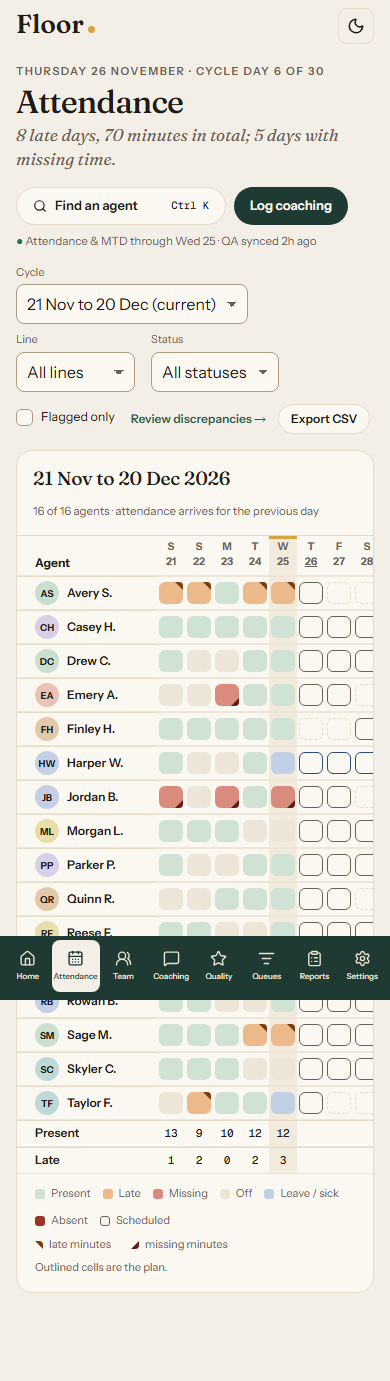 Floor
THURSDAY 26 NOVEMBER · CYCLE DAY 6 OF 30
Attendance
8 late days, 70 minutes in total; 5 days with
missing time.
Find an agent Ctrl K
Log coaching
Attendance & MTD through Wed 25 · QA synced 2h ago
Cycle
21 Nov to 20 Dec (current)
Line Status
All lines All statuses
Flagged only Review discrepancies → Export CSV
21 Nov to 20 Dec 2026
16 of 16 agents · attendance arrives for the previous day
S S M T W T F S
Agent 21 22 23 24 25 26 27 28
AS Avery S.
CH Casey H.
DC Drew C.
EA Emery A.
FH Finley H.
HW Harper W.
JB Jordan B.
ML Morgan L.
PP Parker P.
QR Quinn R.
RF Reese F.
Home Attendance Team Coaching Quality Queues Reports Settings
RB Rowan B.
SM Sage M.
SC Skyler C.
TF Taylor F.
Present 13 9 10 12 12
Late 1 2 0 2 3
Present Late Missing Off Leave / sick
Absent Scheduled
late minutes missing minutes
Outlined cells are the plan.